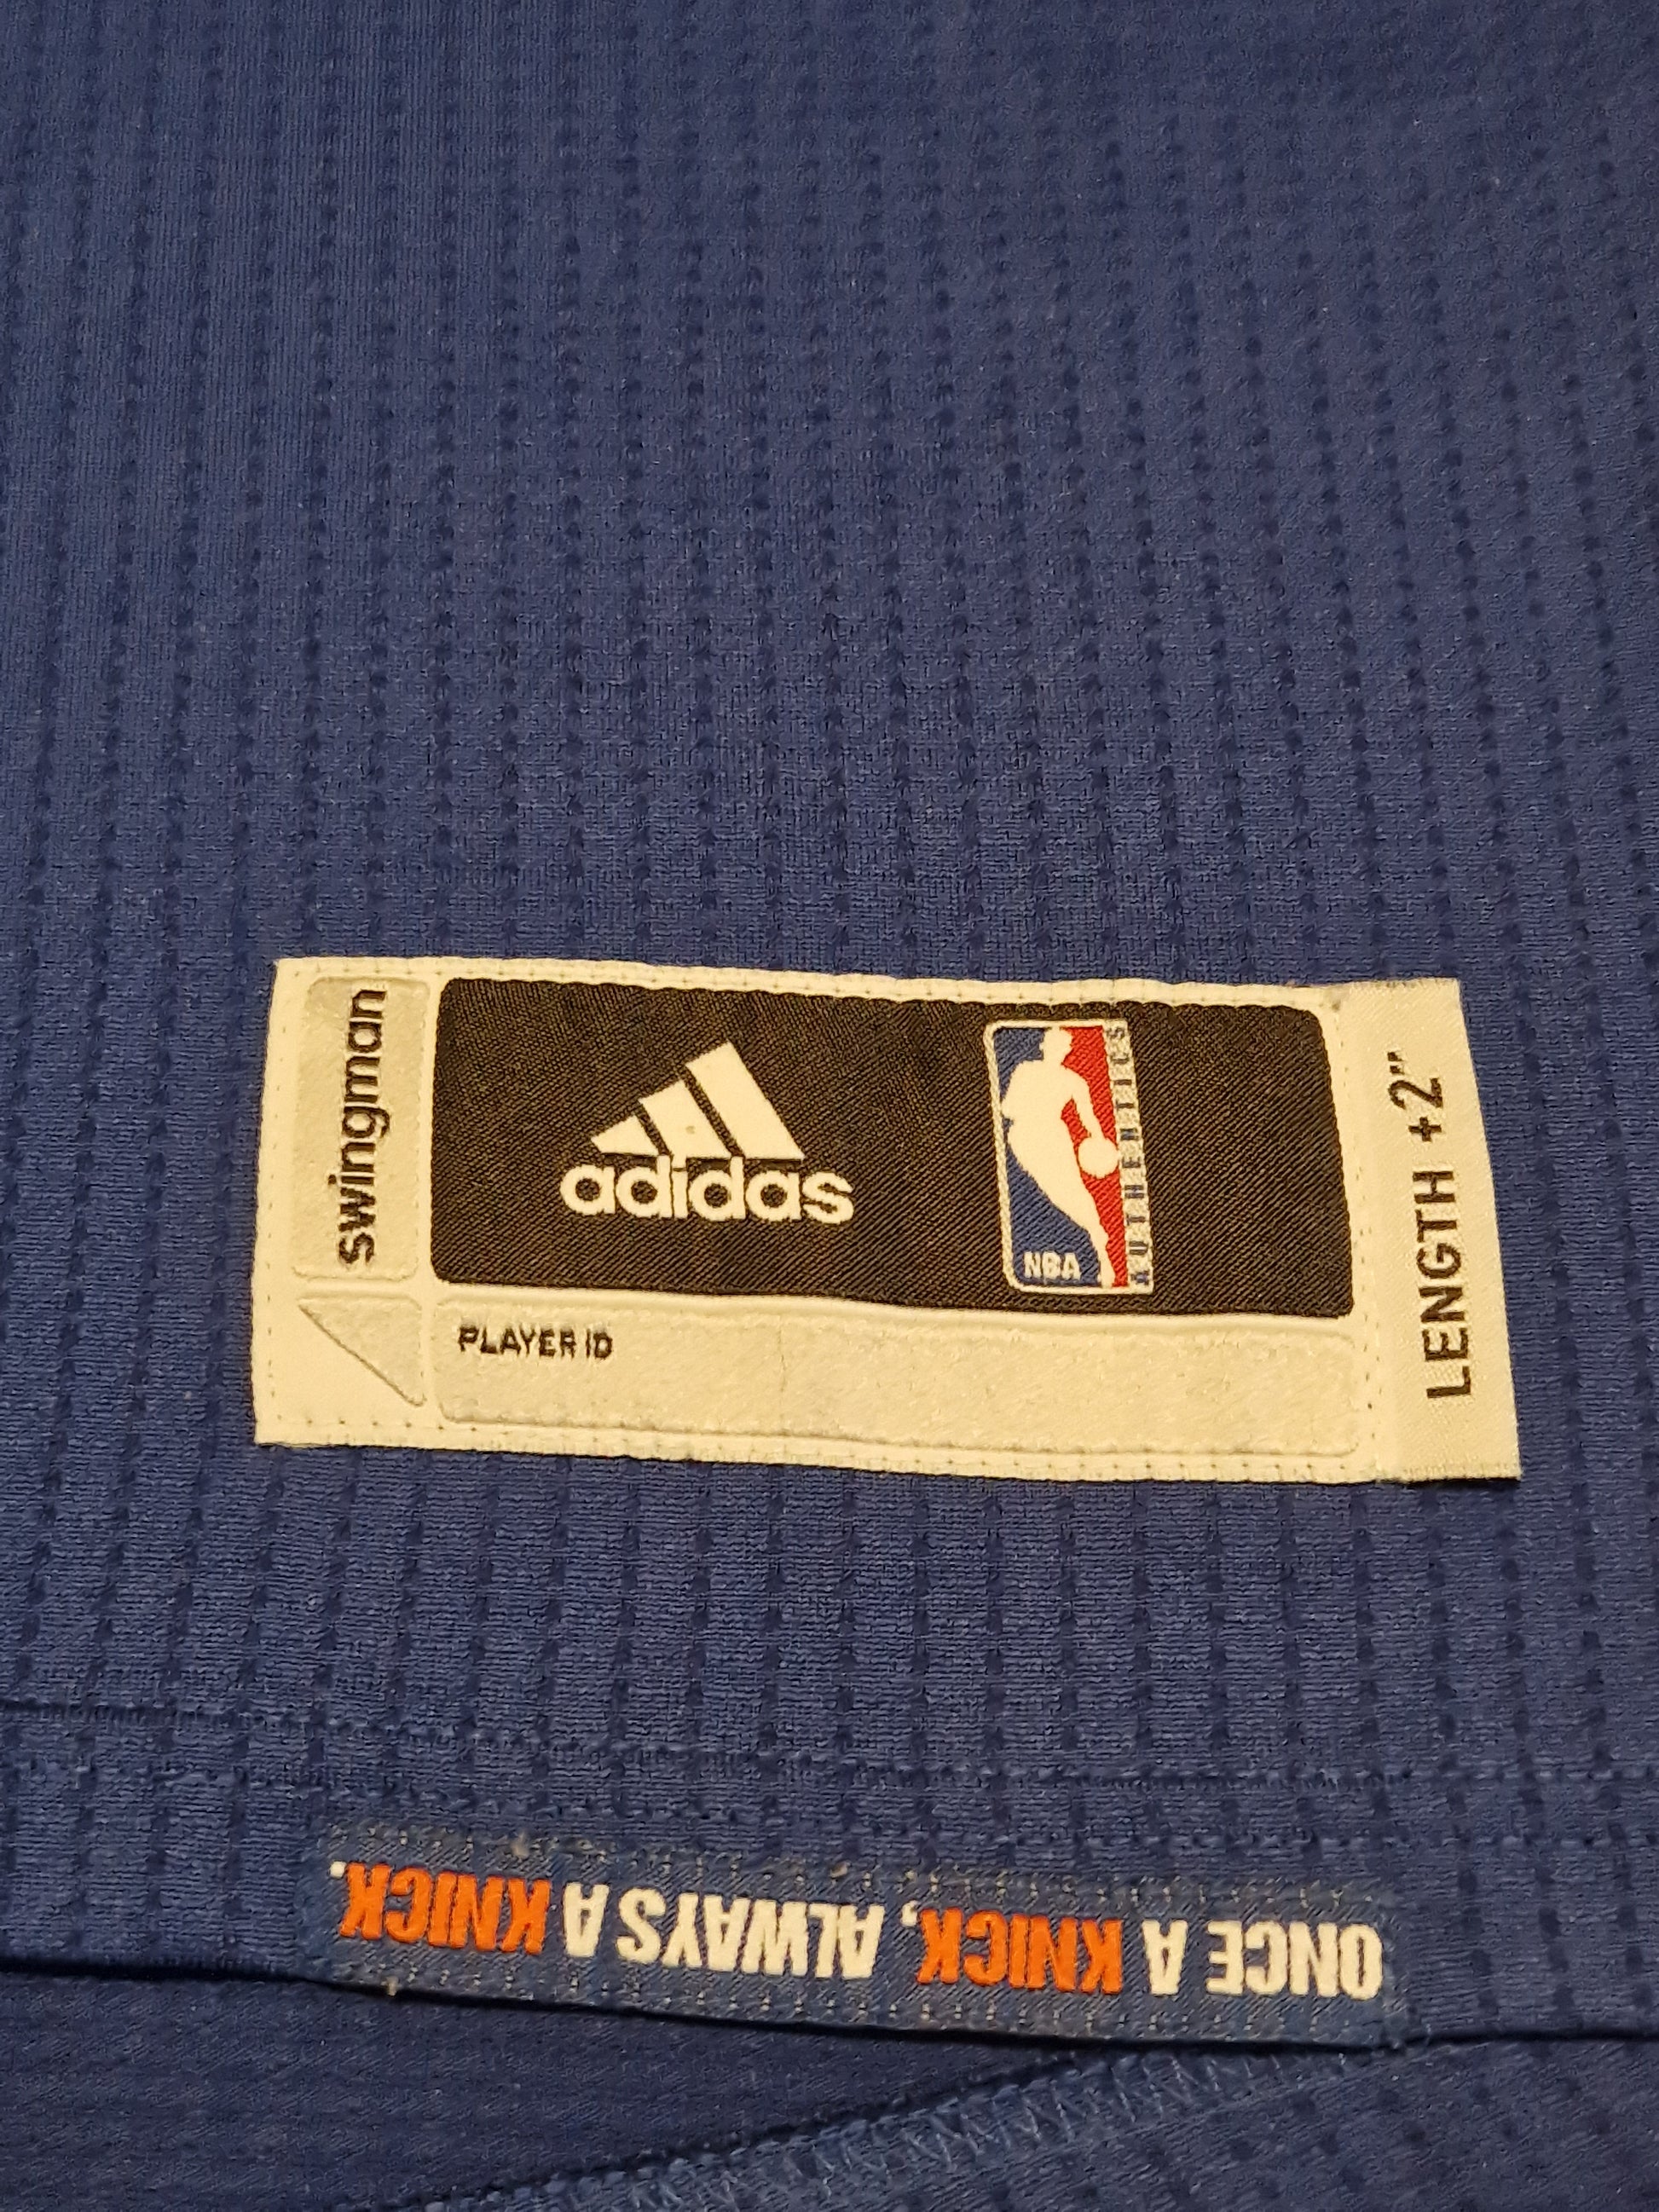 swingman
adidas
NBA
AUTHENTICS
LENGTH +2"
PLAYER ID
ONCE A KNICK, ALWAYS A KNICK.